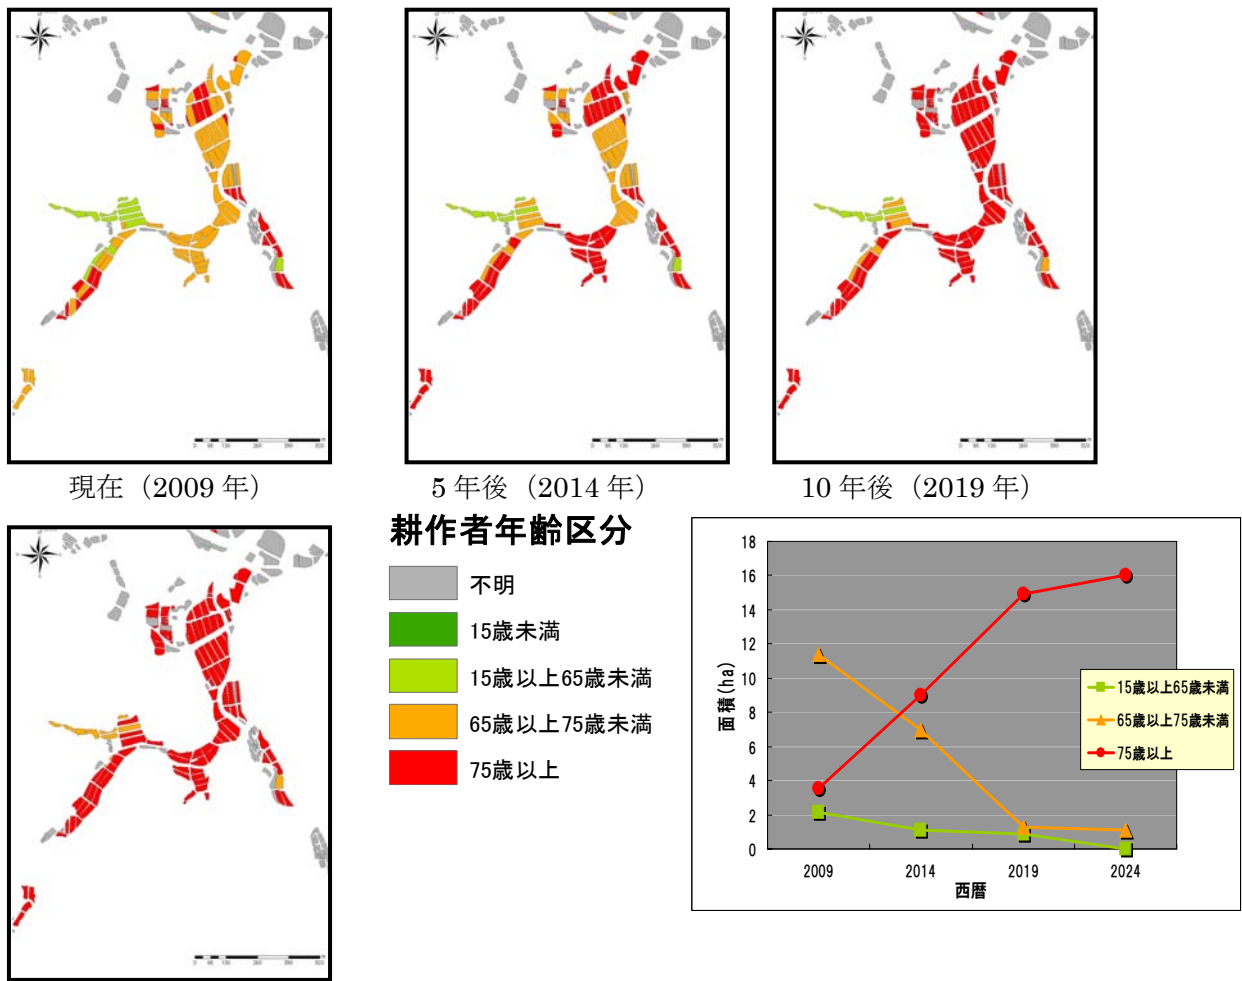 現在（2009 年）
5 年後（2014 年）
10 年後（2019 年）
耕作者年齢区分
不明
15歳未満
15歳以上65歳未満
65歳以上75歳未満
75歳以上
18
16
14
12
10
8
6
4
2
0
面積(ha)
2009
2014
2019
2024
西暦
15歳以上65歳未満
65歳以上75歳未満
75歳以上